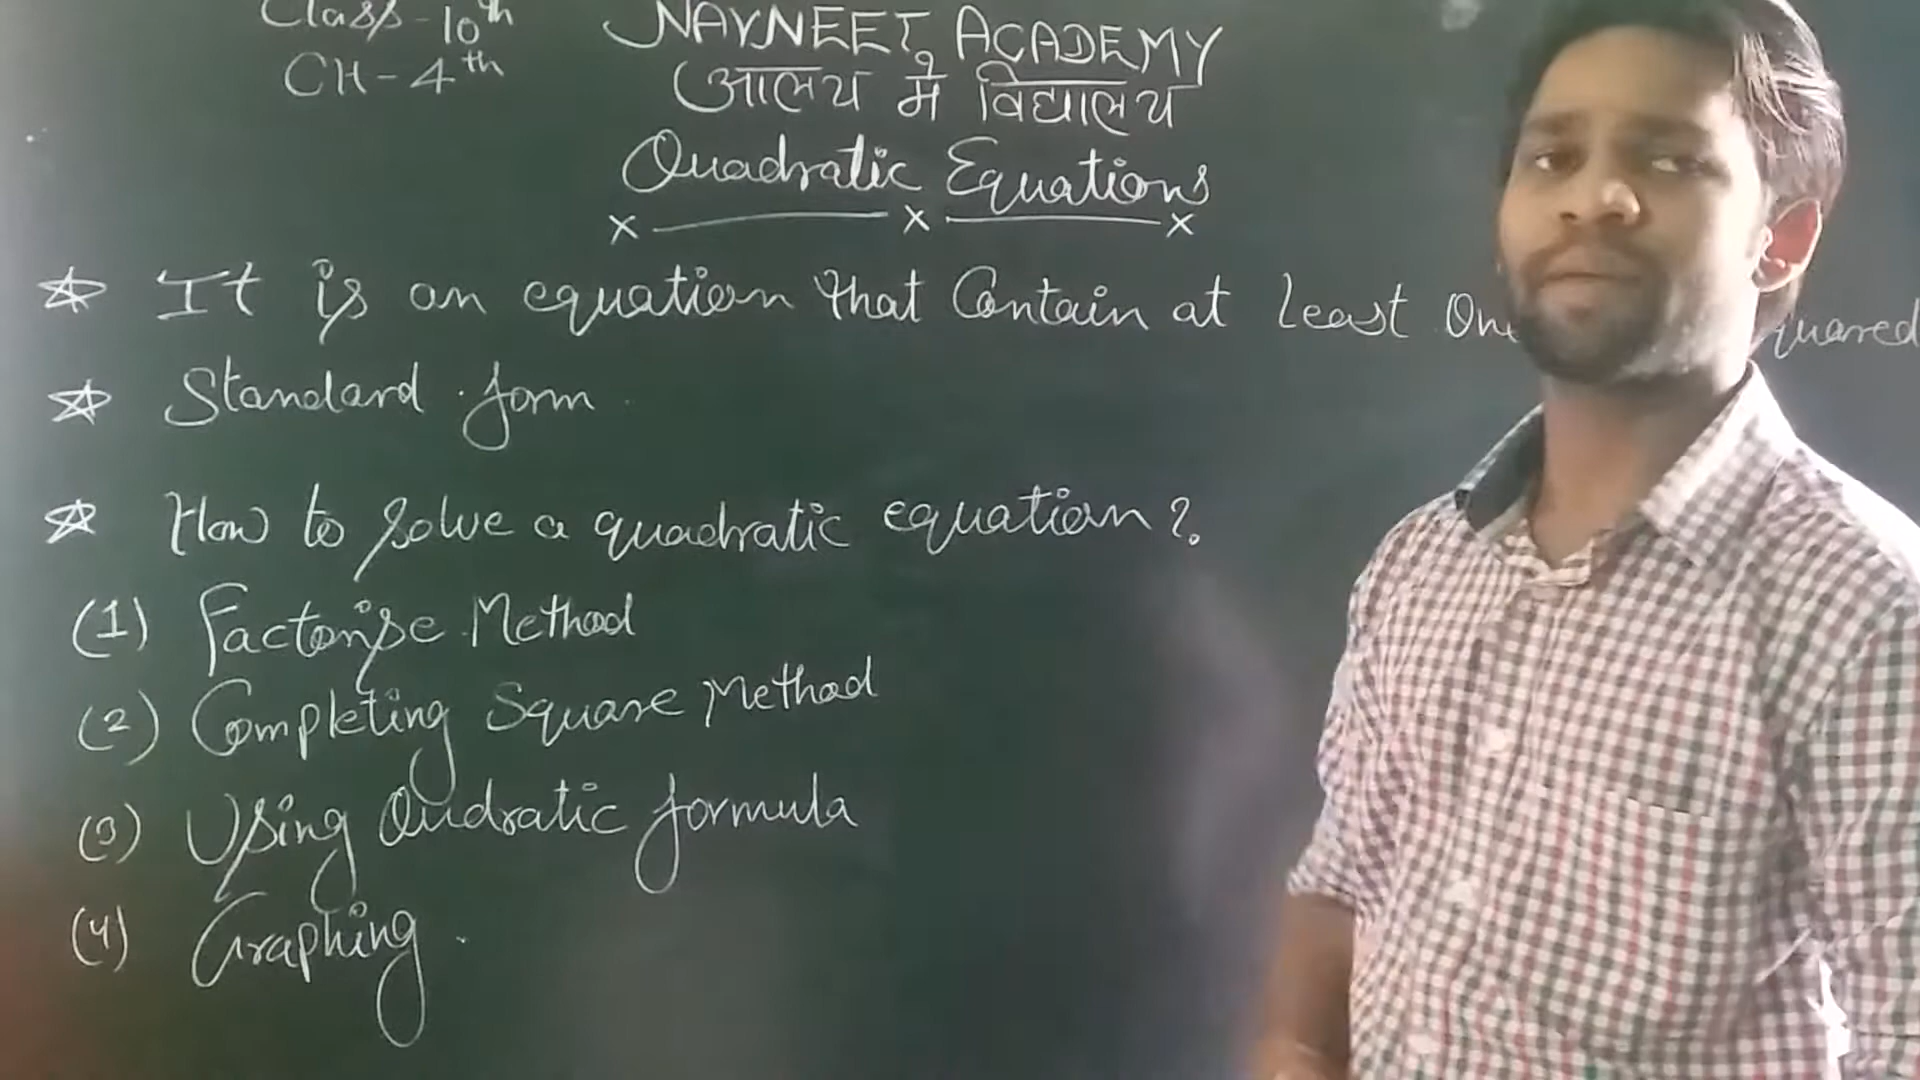 Class - 10th
CH - 4th
NAVNEET ACADEMY
आलय में विद्यालय
Quadratic Equations
It is an equation that Contain at least One
Standard form
How to solve a quadratic equation?
(1) Factorise Method
(2) Completing Square Method
(3) Using Qudratic formula
(4) Graphing.